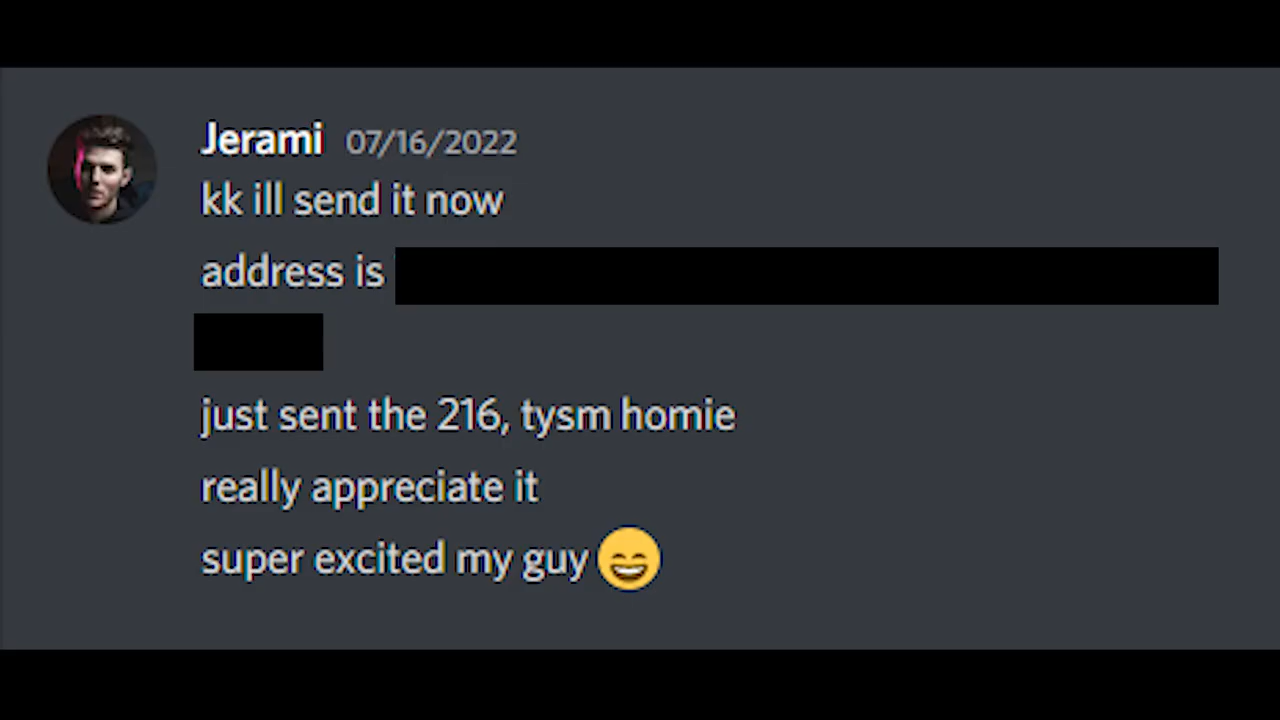 Jerami 07/16/2022
kk ill send it now
address is
just sent the 216, tysm homie
really appreciate it
super excited my guy 😄